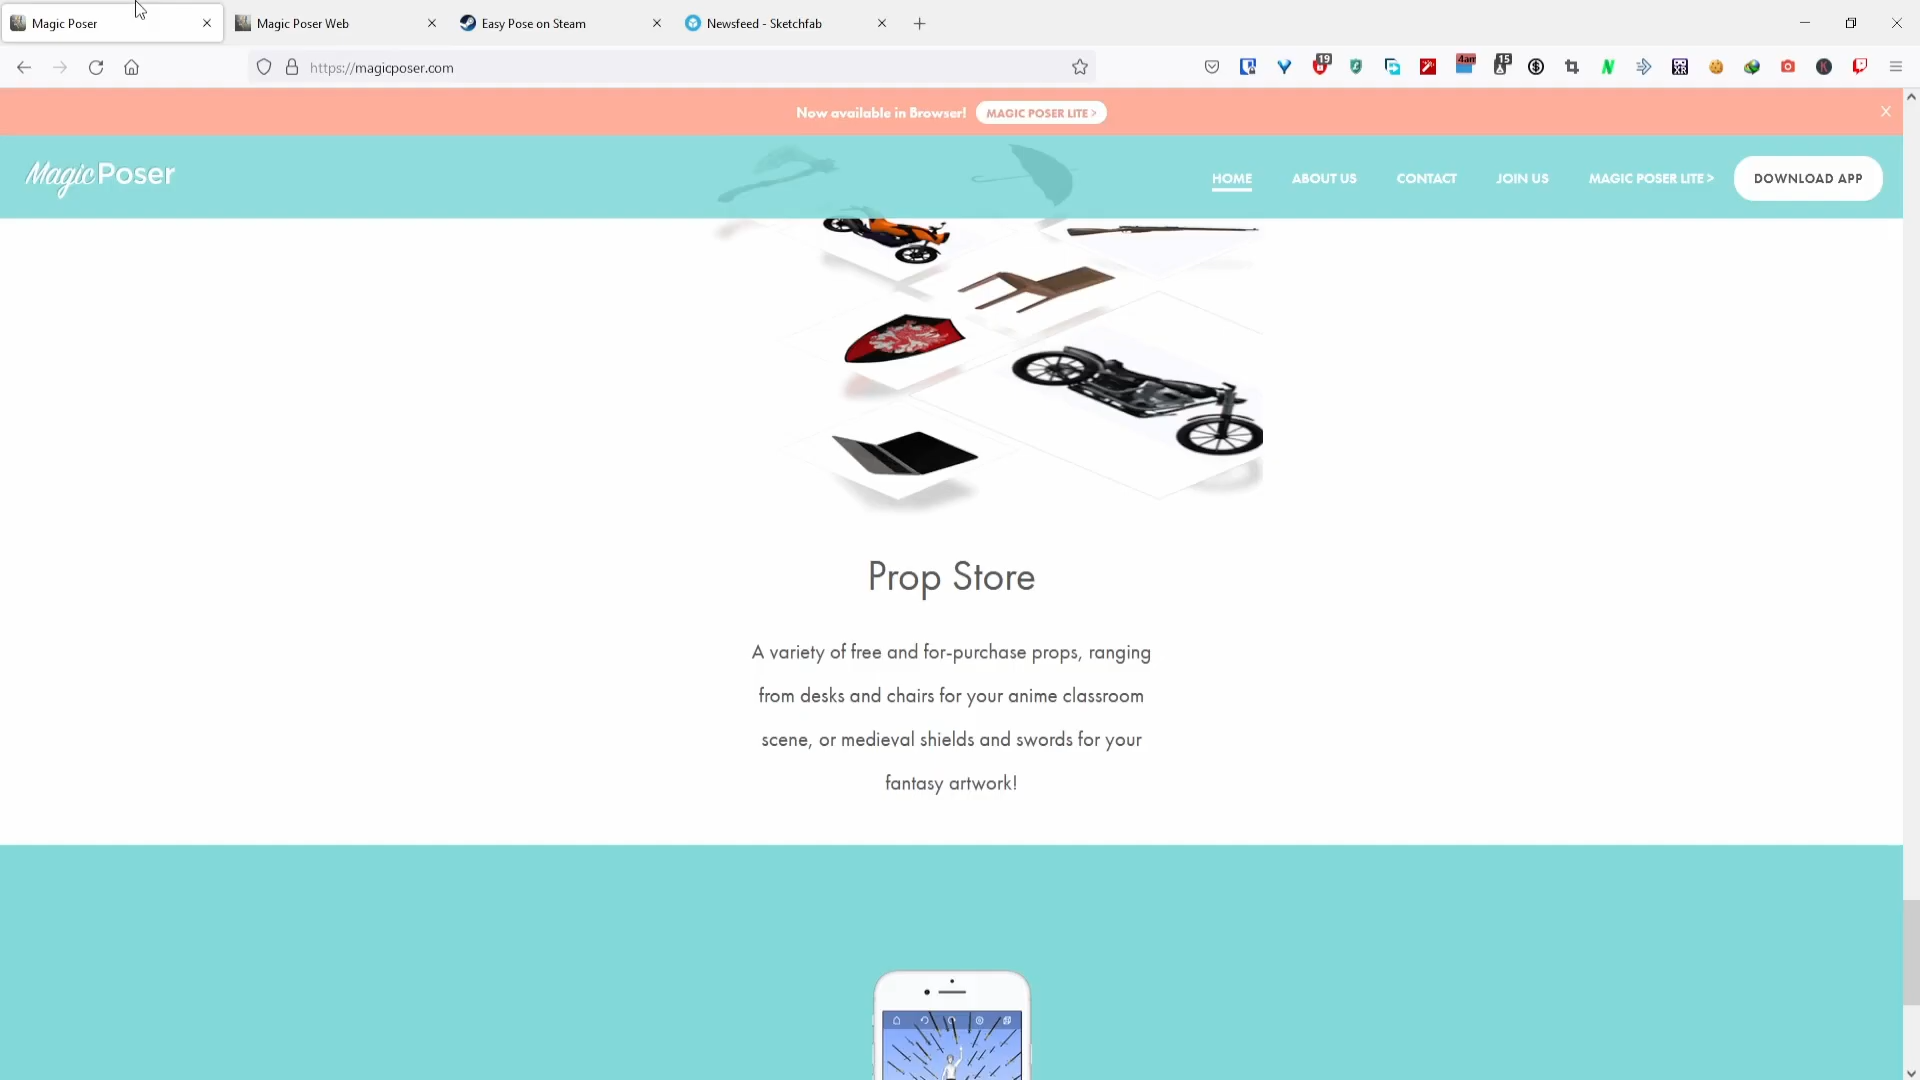 Magic Poser
Magic Poser Web
Easy Pose on Steam
Newsfeed - Sketchfab
https://magicposer.com
19
4am
15
Now available in Browser!
MAGIC POSER LITE >
MagicPoser
HOME
ABOUT US
CONTACT
JOIN US
MAGIC POSER LITE >
DOWNLOAD APP
Prop Store
A variety of free and for-purchase props, ranging
from desks and chairs for your anime classroom
scene, or medieval shields and swords for your
fantasy artwork!